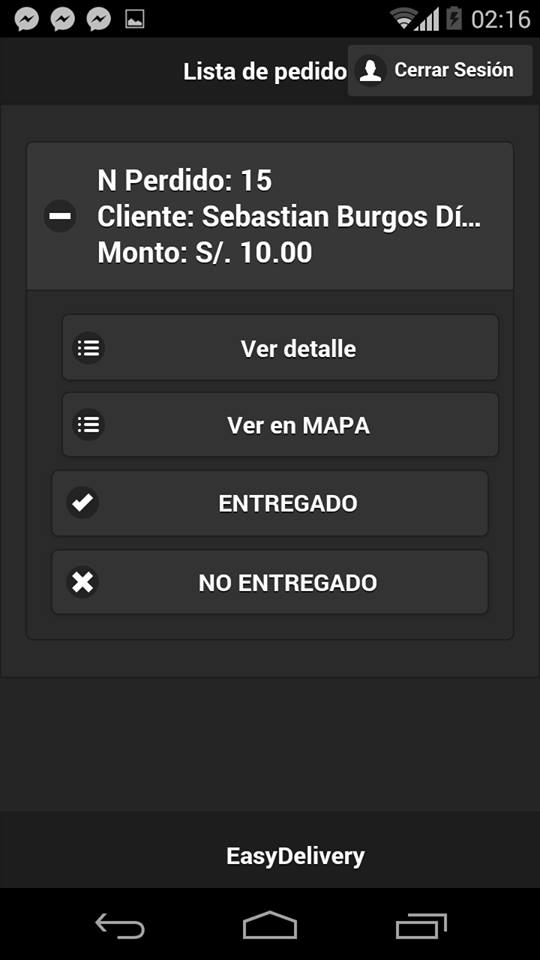 02:16
Lista de pedido
Cerrar Sesión
N Perdido: 15
Cliente: Sebastian Burgos Dí...
Monto: S/. 10.00
Ver detalle
Ver en MAPA
ENTREGADO
NO ENTREGADO
EasyDelivery